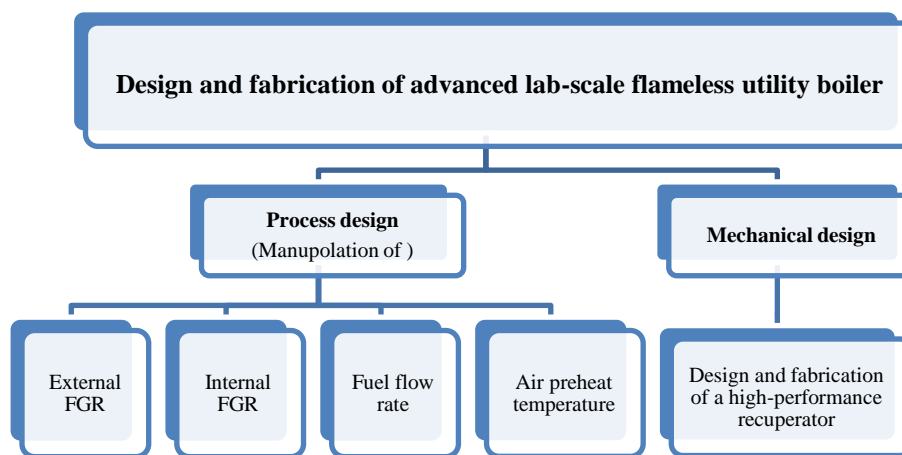 Design and fabrication of advanced lab-scale flameless utility boiler
Process design
(Manupolation of )
Mechanical design
External
FGR
Internal
FGR
Fuel flow
rate
Air preheat
temperature
Design and fabrication
of a high-performance
recuperator